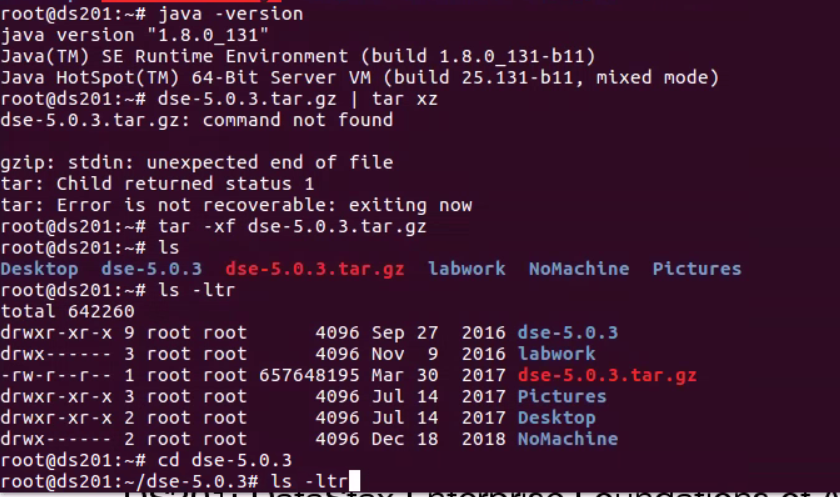 root@ds201:~# java -version
java version "1.8.0_131"
Java(TM) SE Runtime Environment (build 1.8.0_131-b11)
Java HotSpot(TM) 64-Bit Server VM (build 25.131-b11, mixed mode)
root@ds201:~# dse-5.0.3.tar.gz | tar xz
dse-5.0.3.tar.gz: command not found

gzip: stdin: unexpected end of file
tar: Child returned status 1
tar: Error is not recoverable: exiting now
root@ds201:~# tar -xf dse-5.0.3.tar.gz
root@ds201:~# ls
Desktop  dse-5.0.3  dse-5.0.3.tar.gz  labwork  NoMachine  Pictures
root@ds201:~# ls -ltr
total 642260
drwxr-xr-x 9 root root      4096 Sep 27  2016 dse-5.0.3
drwx------ 3 root root      4096 Nov  9  2016 labwork
-rw-r--r-- 1 root root 657648195 Mar 30  2017 dse-5.0.3.tar.gz
drwxr-xr-x 3 root root      4096 Jul 14  2017 Pictures
drwxr-xr-x 2 root root      4096 Jul 14  2017 Desktop
drwx------ 2 root root      4096 Dec 18  2018 NoMachine
root@ds201:~# cd dse-5.0.3
root@ds201:~/dse-5.0.3# ls -ltr
DS201: DataStax Enterprise Foundations of